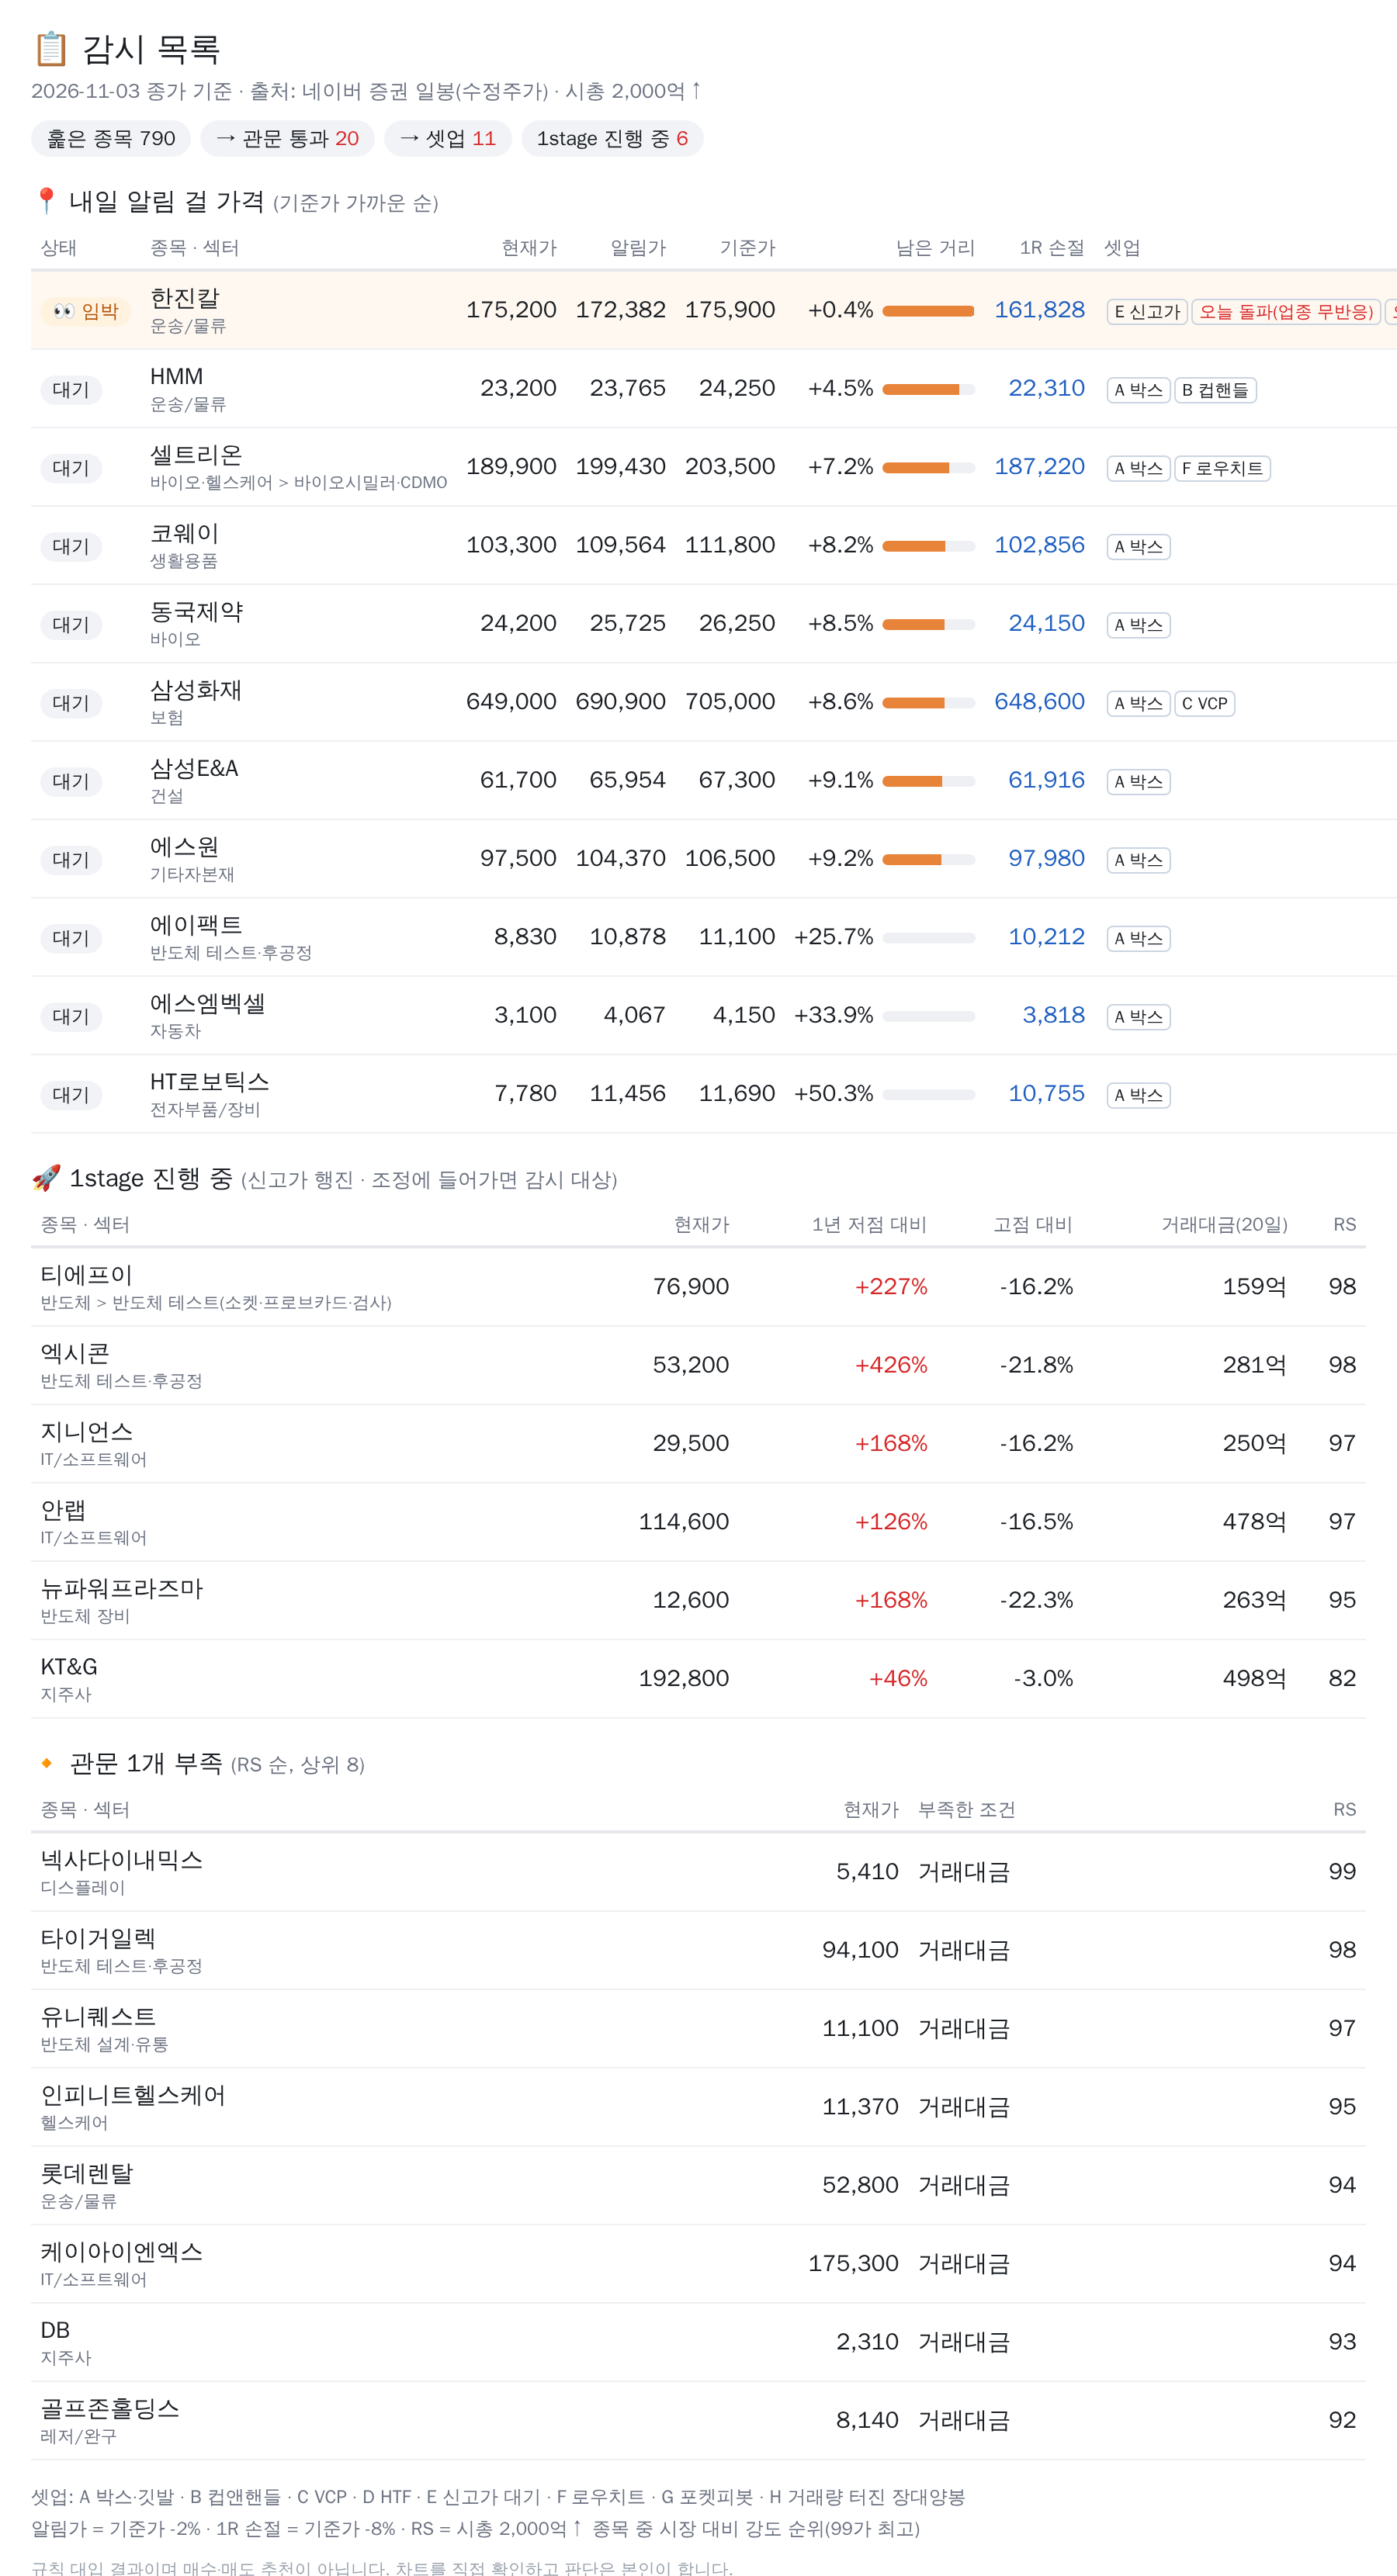 📋 감시 목록
2026-11-03 종가 기준 · 출처: 네이버 증권 일봉(수정주가) · 시총 2,000억↑
훑은 종목 790 → 관문 통과 20 → 셋업 11 1stage 진행 중 6
📍 내일 알림 걸 가격 (기준가 가까운 순)
상태 종목 · 섹터 현재가 알림가 기준가 남은 거리 1R 손절 셋업
👀 임박 한진칼 175,200 172,382 175,900 +0.4% 161,828 E 신고가 오늘 돌파(업종 무반응)
운송/물류
대기 HMM 23,200 23,765 24,250 +4.5% 22,310 A 박스 B 컵핸들
운송/물류
대기 셀트리온 189,900 199,430 203,500 +7.2% 187,220 A 박스 F 로우치트
바이오·헬스케어 > 바이오시밀러·CDMO
대기 코웨이 103,300 109,564 111,800 +8.2% 102,856 A 박스
생활용품
대기 동국제약 24,200 25,725 26,250 +8.5% 24,150 A 박스
바이오
대기 삼성화재 649,000 690,900 705,000 +8.6% 648,600 A 박스 C VCP
보험
대기 삼성E&A 61,700 65,954 67,300 +9.1% 61,916 A 박스
건설
대기 에스원 97,500 104,370 106,500 +9.2% 97,980 A 박스
기타자본재
대기 에이팩트 8,830 10,878 11,100 +25.7% 10,212 A 박스
반도체 테스트·후공정
대기 에스엠벡셀 3,100 4,067 4,150 +33.9% 3,818 A 박스
자동차
대기 HT로보틱스 7,780 11,456 11,690 +50.3% 10,755 A 박스
전자부품/장비
🚀 1stage 진행 중 (신고가 행진 · 조정에 들어가면 감시 대상)
종목 · 섹터 현재가 1년 저점 대비 고점 대비 거래대금(20일) RS
티에프이 76,900 +227% -16.2% 159억 98
반도체 > 반도체 테스트(소켓·프로브카드·검사)
엑시콘 53,200 +426% -21.8% 281억 98
반도체 테스트·후공정
지니언스 29,500 +168% -16.2% 250억 97
IT/소프트웨어
안랩 114,600 +126% -16.5% 478억 97
IT/소프트웨어
뉴파워프라즈마 12,600 +168% -22.3% 263억 95
반도체 장비
KT&G 192,800 +46% -3.0% 498억 82
지주사
🔸 관문 1개 부족 (RS 순, 상위 8)
종목 · 섹터 현재가 부족한 조건 RS
넥사다이내믹스 5,410 거래대금 99
디스플레이
타이거일렉 94,100 거래대금 98
반도체 테스트·후공정
유니퀘스트 11,100 거래대금 97
반도체 설계·유통
인피니트헬스케어 11,370 거래대금 95
헬스케어
롯데렌탈 52,800 거래대금 94
운송/물류
케이아이엔엑스 175,300 거래대금 94
IT/소프트웨어
DB 2,310 거래대금 93
지주사
골프존홀딩스 8,140 거래대금 92
레저/완구
셋업: A 박스·깃발 · B 컵앤핸들 · C VCP · D HTF · E 신고가 대기 · F 로우치트 · G 포켓피봇 · H 거래량 터진 장대양봉
알림가 = 기준가 -2% · 1R 손절 = 기준가 -8% · RS = 시총 2,000억↑ 종목 중 시장 대비 강도 순위(99가 최고)
규칙 대입 결과이며 매수·매도 추천이 아닙니다. 차트를 직접 확인하고 판단은 본인이 합니다.